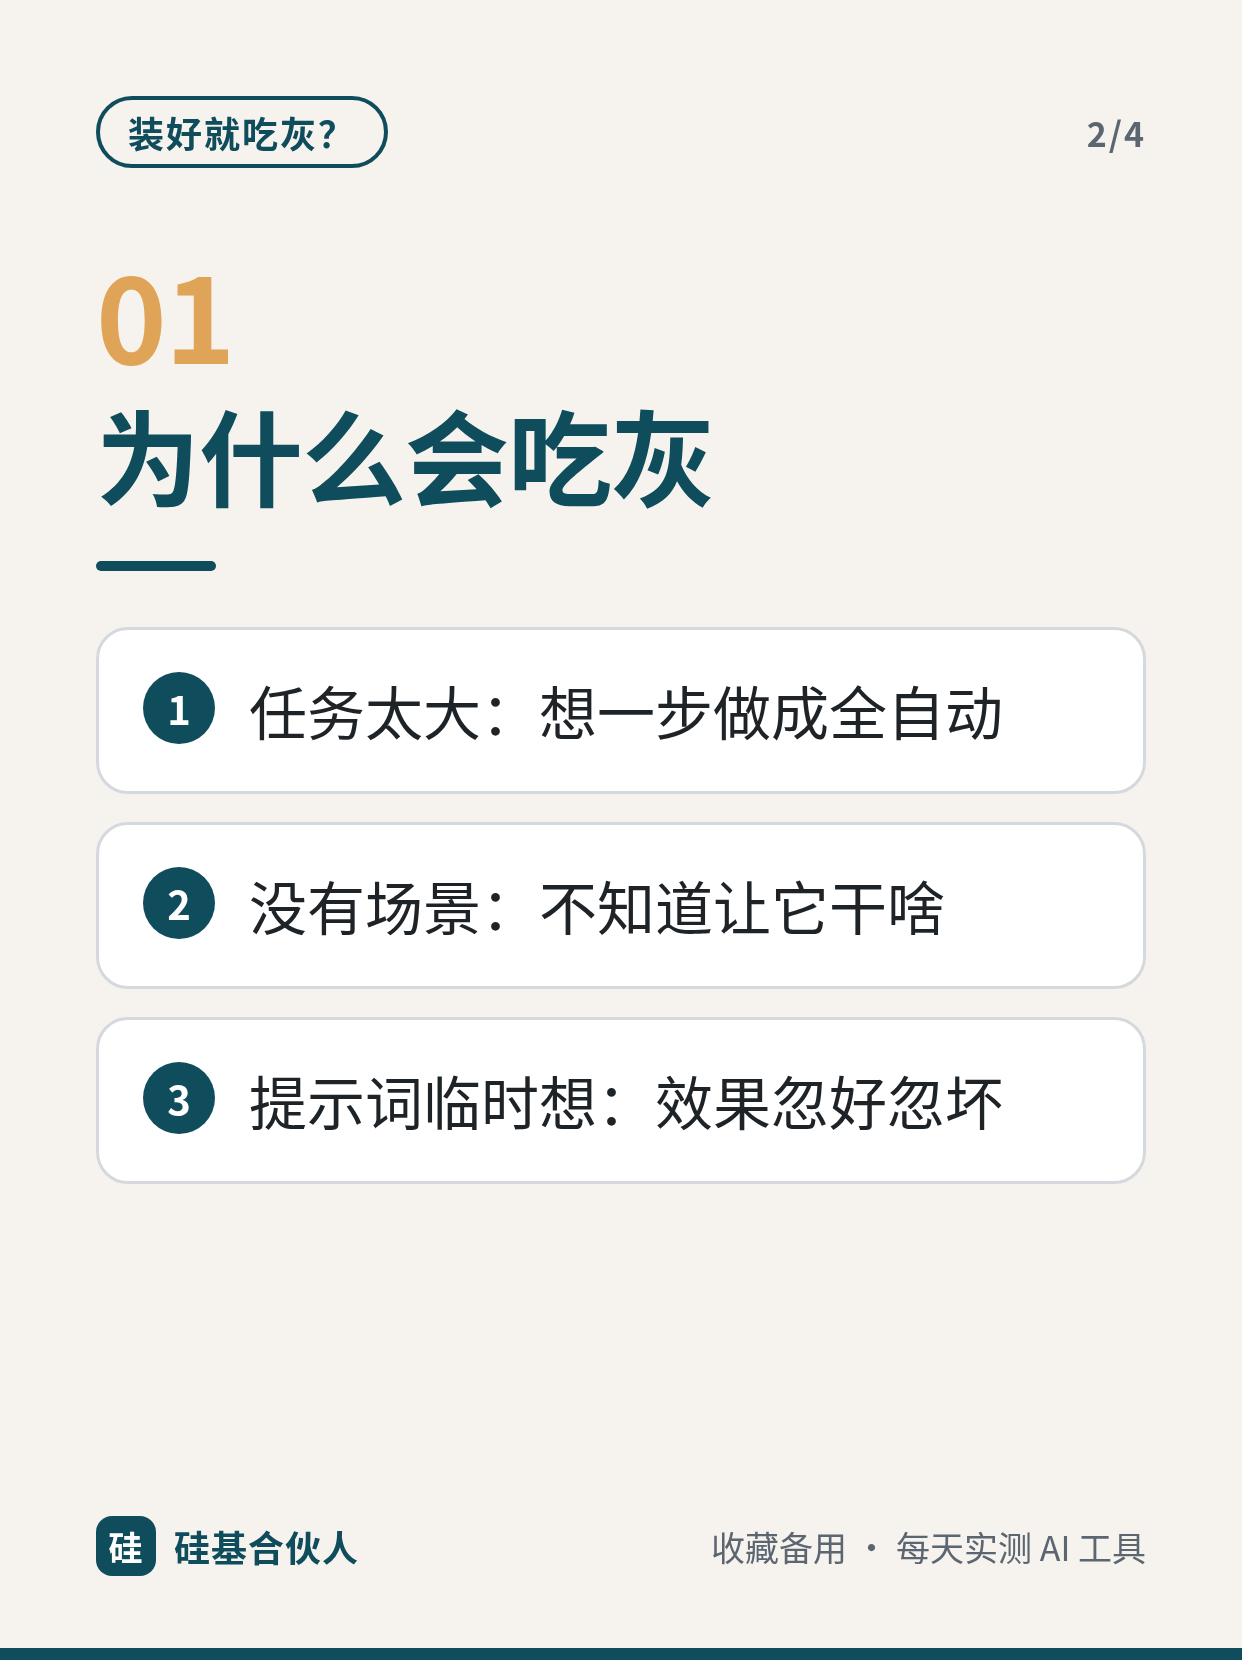 装好就吃灰？
2/4
01
为什么会吃灰
1 任务太大：想一步做成全自动
2 没有场景：不知道让它干啥
3 提示词临时想：效果忽好忽坏
硅 硅基合伙人
收藏备用 · 每天实测 AI 工具